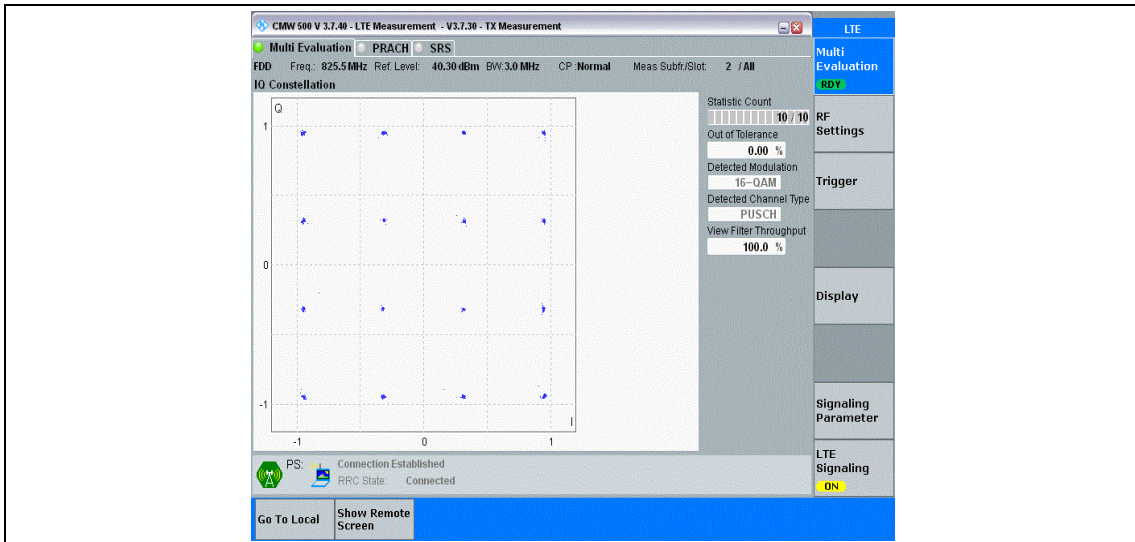 CMW 500 V 3.7.40 - LTE Measurement - V3.7.30 - TX Measurement
LTE
Multi Evaluation PRACH SRS
FDD Freq.: 825.5 MHz Ref. Level: 40.30 dBm BW: 3.0 MHz CP :Normal Meas Subfr./Slot: 2 / All
IQ Constellation
Q
1
0
-1
-1 0 1
I
Statistic Count
10 / 10
Out of Tolerance
0.00 %
Detected Modulation
16-QAM
Detected Channel Type
PUSCH
View Filter Throughput
100.0 %
Multi
Evaluation
RDY
RF
Settings
Trigger
Display
Signaling
Parameter
LTE
Signaling
ON
PS: Connection Established
RRC State: Connected
Go To Local
Show Remote
Screen